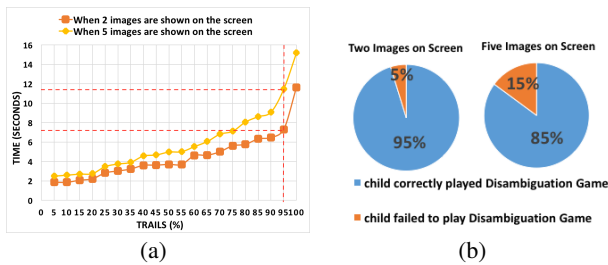 When 2 images are shown on the screen
When 5 images are shown on the screen
16
14
12
10
8
6
4
2
0
TIME (SECONDS)
0 5 10 15 20 25 30 35 40 45 50 55 60 65 70 75 80 85 90 95 100
TRAILS (%)
(a)
Two Images on Screen
Five Images on Screen
5%
95%
15%
85%
child correctly played Disambiguation Game
child failed to play Disambiguation Game
(b)